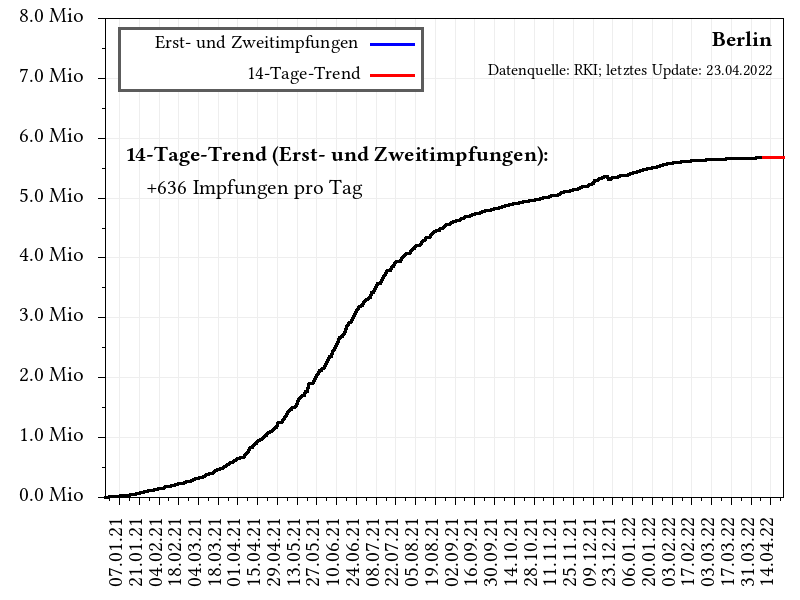 8.0 Mio
7.0 Mio
6.0 Mio
5.0 Mio
4.0 Mio
3.0 Mio
2.0 Mio
1.0 Mio
0.0 Mio
Erst- und Zweitimpfungen
14-Tage-Trend
Berlin
Datenquelle: RKI; letztes Update: 23.04.2022
14-Tage-Trend (Erst- und Zweitimpfungen):
+636 Impfungen pro Tag
07.01.21
21.01.21
04.02.21
18.02.21
04.03.21
18.03.21
01.04.21
15.04.21
29.04.21
13.05.21
27.05.21
10.06.21
24.06.21
08.07.21
22.07.21
05.08.21
19.08.21
02.09.21
16.09.21
30.09.21
14.10.21
28.10.21
11.11.21
25.11.21
09.12.21
23.12.21
06.01.22
20.01.22
03.02.22
17.02.22
03.03.22
17.03.22
31.03.22
14.04.22